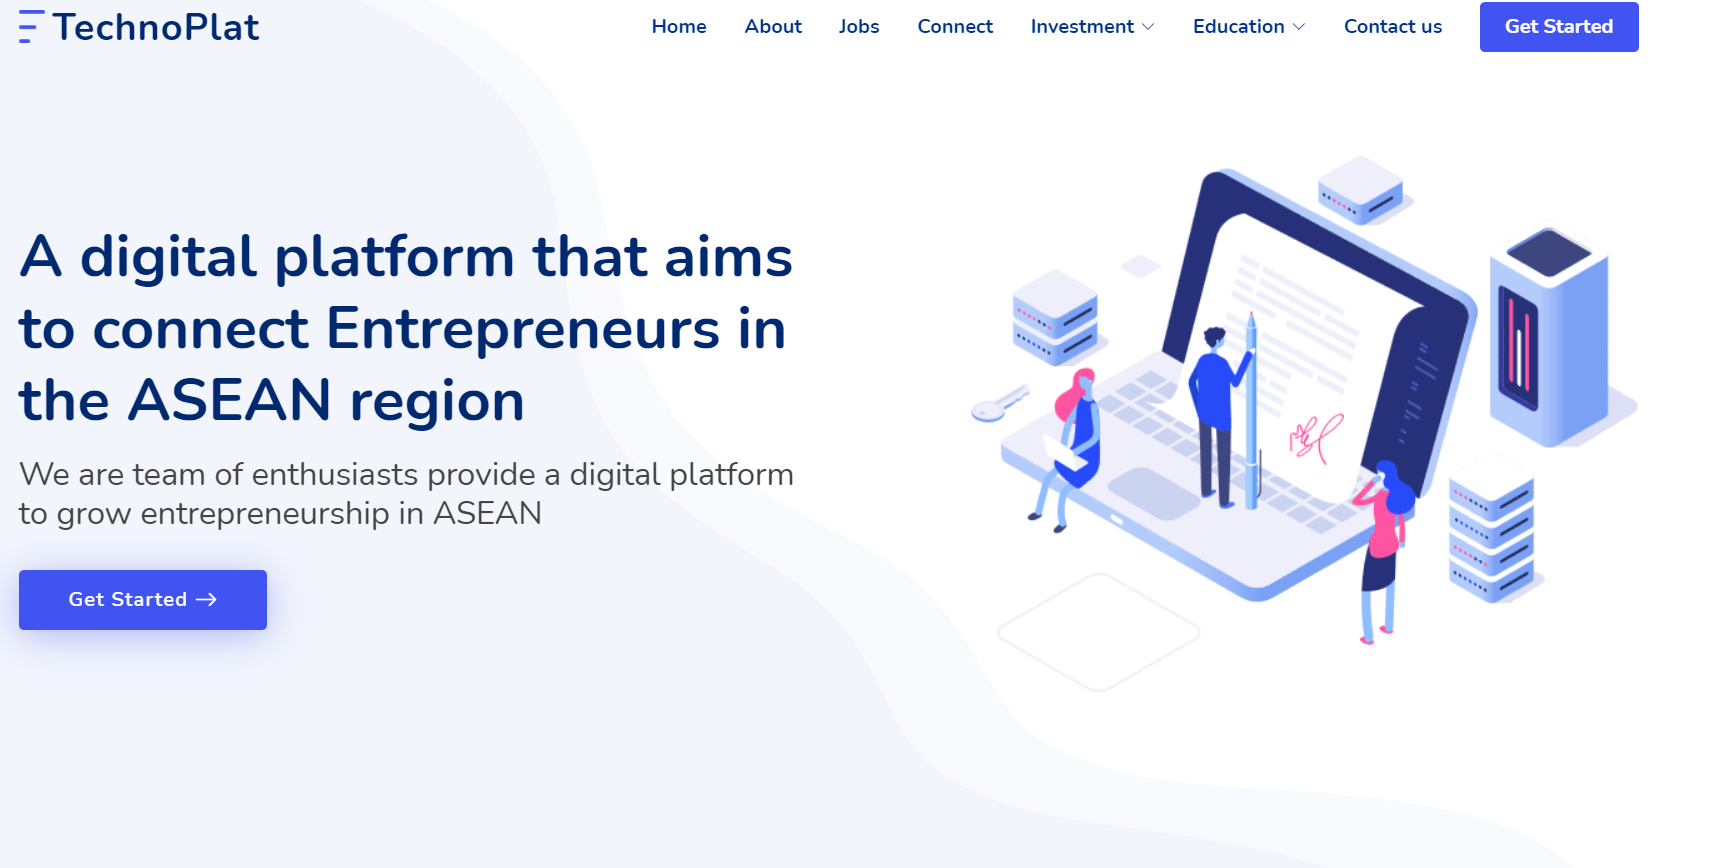 TechnoPlat
Home
About
Jobs
Connect
Investment
Education
Contact us
Get Started
A digital platform that aims
to connect Entrepreneurs in
the ASEAN region
We are team of enthusiasts provide a digital platform
to grow entrepreneurship in ASEAN
Get Started →